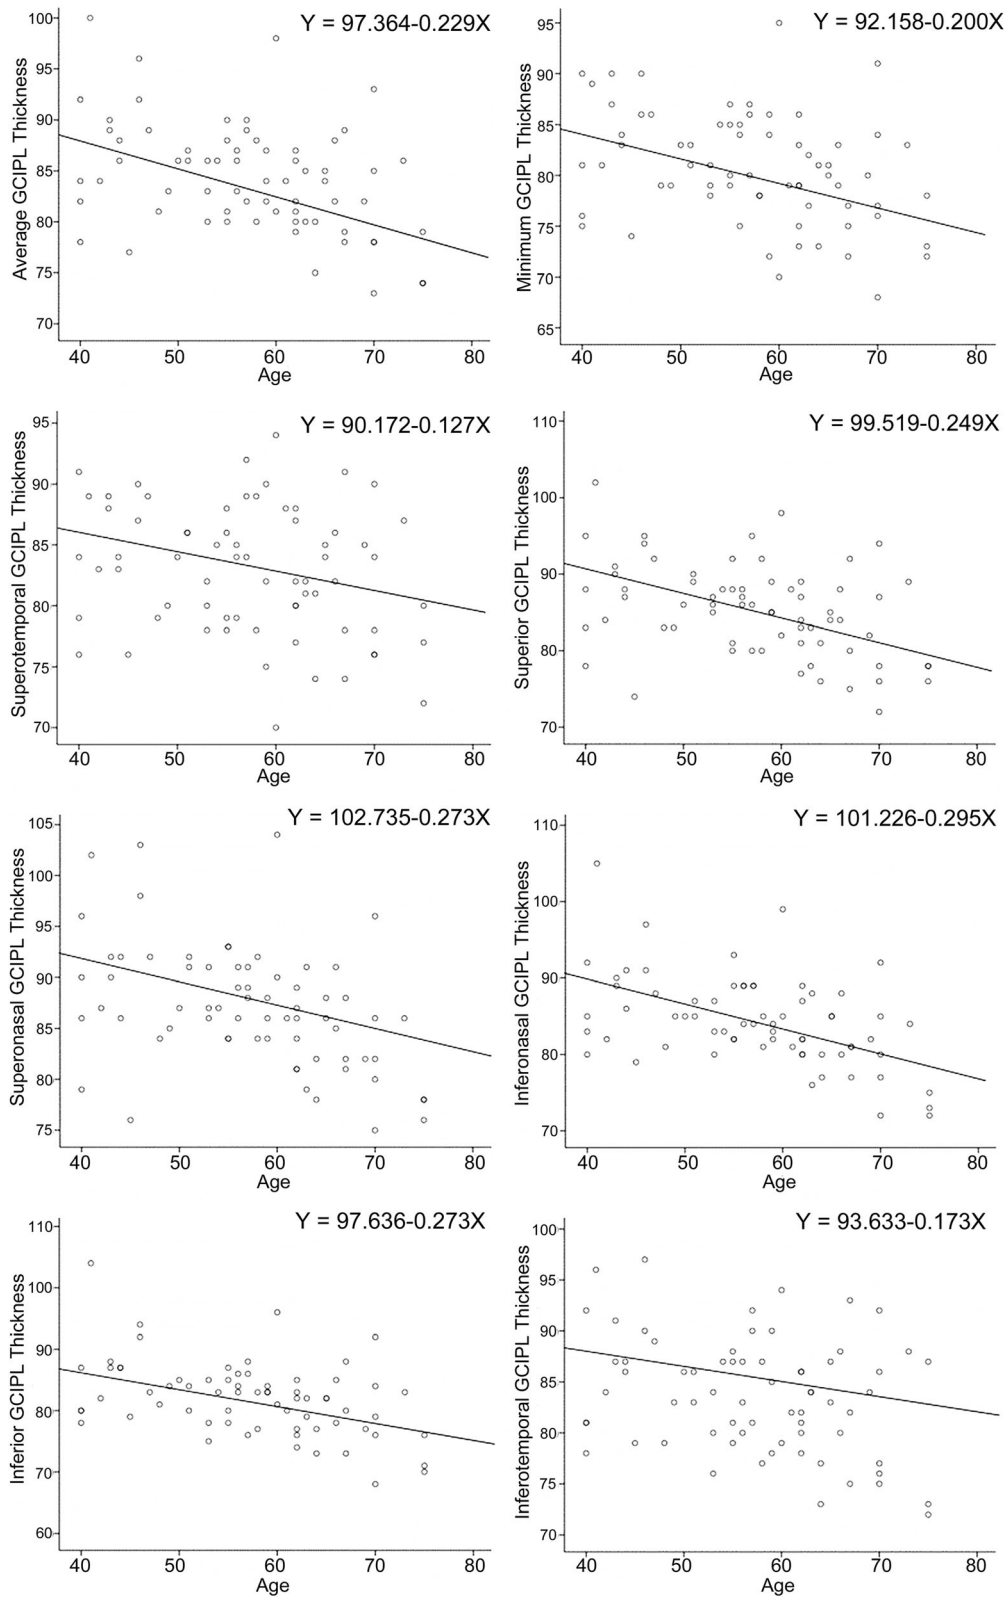 Y = 97.364-0.229X
Average GCIPL Thickness
100
95
90
85
80
75
70
40 50 60 70 80
Age
Y = 92.158-0.200X
Minimum GCIPL Thickness
95
90
85
80
75
70
65
40 50 60 70 80
Age
Y = 90.172-0.127X
Superotemporal GCIPL Thickness
95
90
85
80
75
70
40 50 60 70 80
Age
Y = 99.519-0.249X
Superior GCIPL Thickness
110
100
90
80
70
40 50 60 70 80
Age
Y = 102.735-0.273X
Superonasal GCIPL Thickness
105
100
95
90
85
80
75
40 50 60 70 80
Age
Y = 101.226-0.295X
Inferonasal GCIPL Thickness
110
100
90
80
70
40 50 60 70 80
Age
Y = 97.636-0.273X
Inferior GCIPL Thickness
110
100
90
80
70
60
40 50 60 70 80
Age
Y = 93.633-0.173X
Inferotemporal GCIPL Thickness
100
95
90
85
80
75
70
40 50 60 70 80
Age